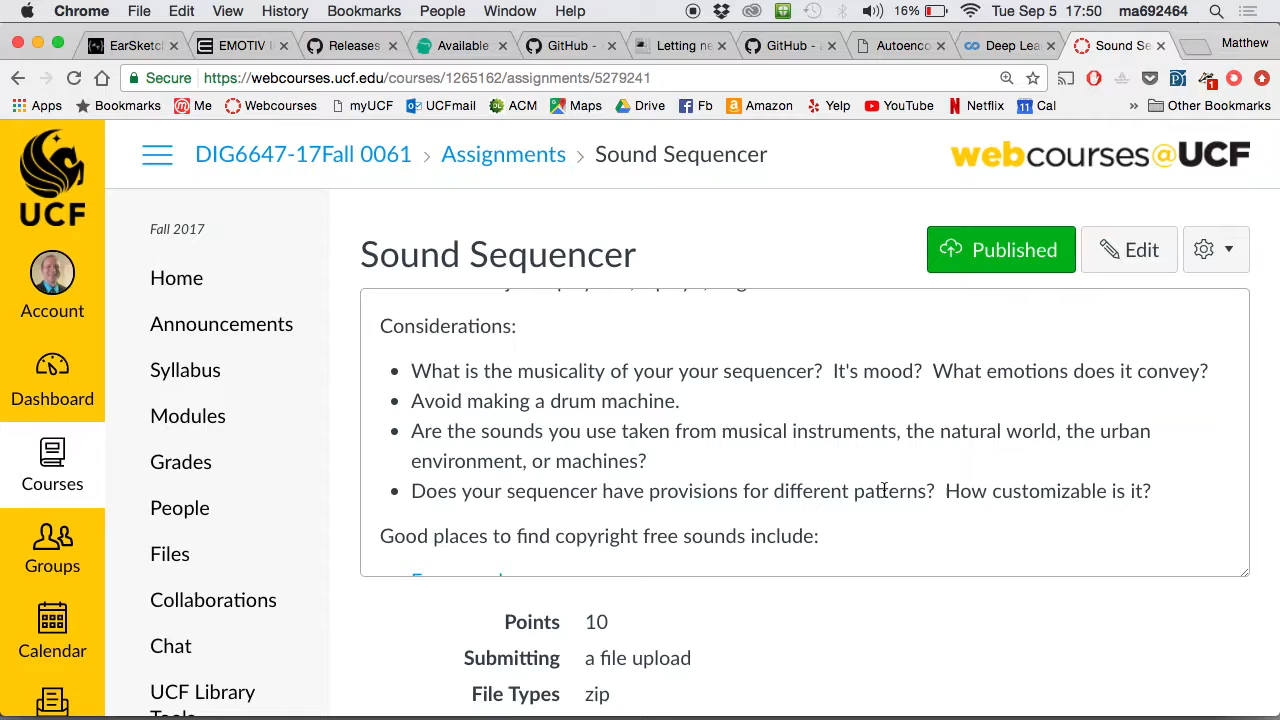 Chrome File Edit View History Bookmarks People Window Help 16% Tue Sep 5 17:50 ma692464
EarSketch EMOTIV Releases Available GitHub - Letting ne GitHub - Autoenc Deep Lea Sound Se Matthew
Secure https://webcourses.ucf.edu/courses/1265162/assignments/5279241
Apps Bookmarks Me Webcourses myUCF UCFmail ACM Maps Drive Fb Amazon Yelp YouTube Netflix Cal » Other Bookmarks
UCF
Account
Dashboard
Courses
Groups
Calendar
DIG6647-17Fall 0061 › Assignments › Sound Sequencer
webcourses@UCF
Fall 2017
Home
Announcements
Syllabus
Modules
Grades
People
Files
Collaborations
Chat
UCF Library
Tools
Sound Sequencer
Published Edit
Considerations:
• What is the musicality of your your sequencer? It's mood? What emotions does it convey?
• Avoid making a drum machine.
• Are the sounds you use taken from musical instruments, the natural world, the urban
environment, or machines?
• Does your sequencer have provisions for different patterns? How customizable is it?
Good places to find copyright free sounds include:
Points 10
Submitting a file upload
File Types zip